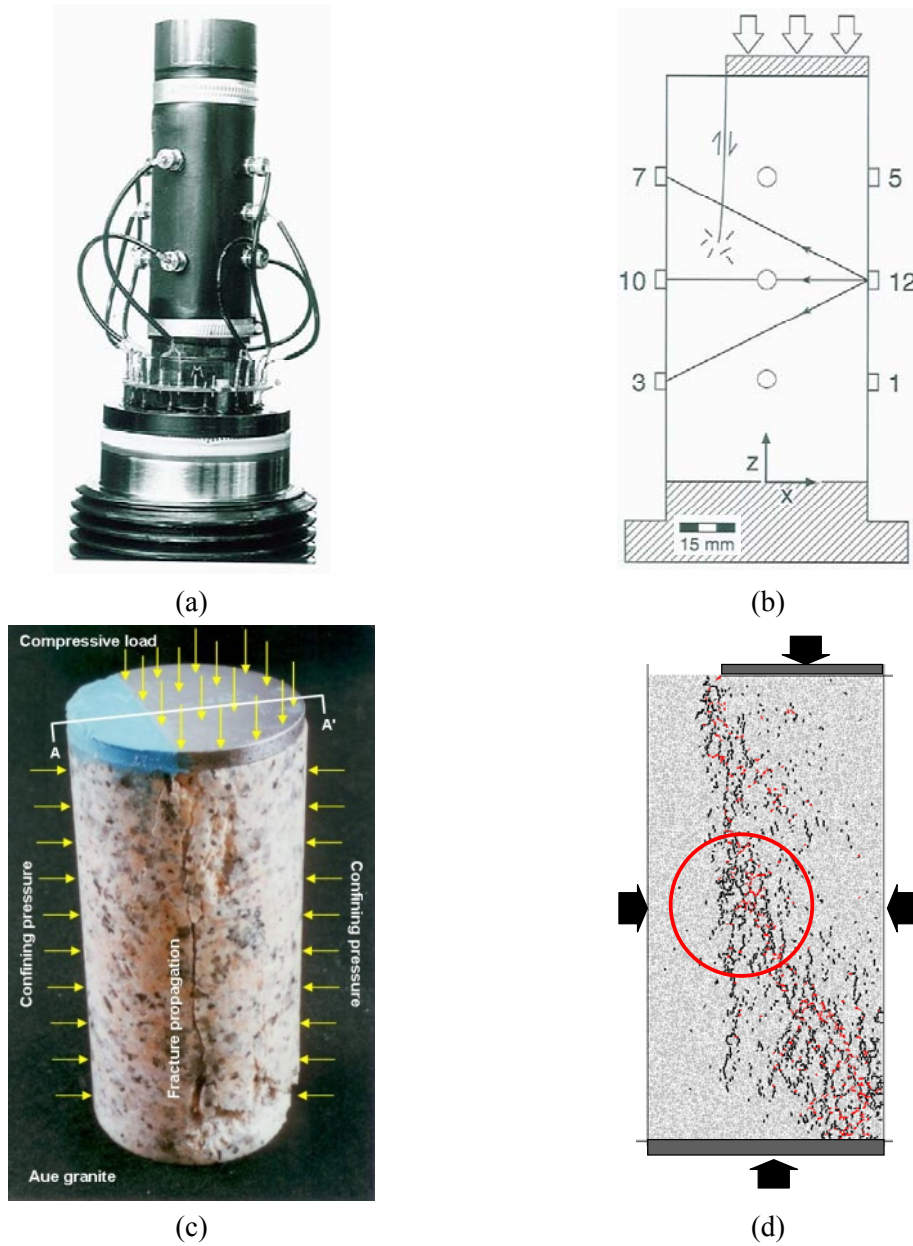 7
5
10
12
3
1
Z
X
15 mm
(a)
(b)
Compressive load
A
A'
Confining pressure
Fracture propagation
Confining pressure
Aue granite
(c)
(d)